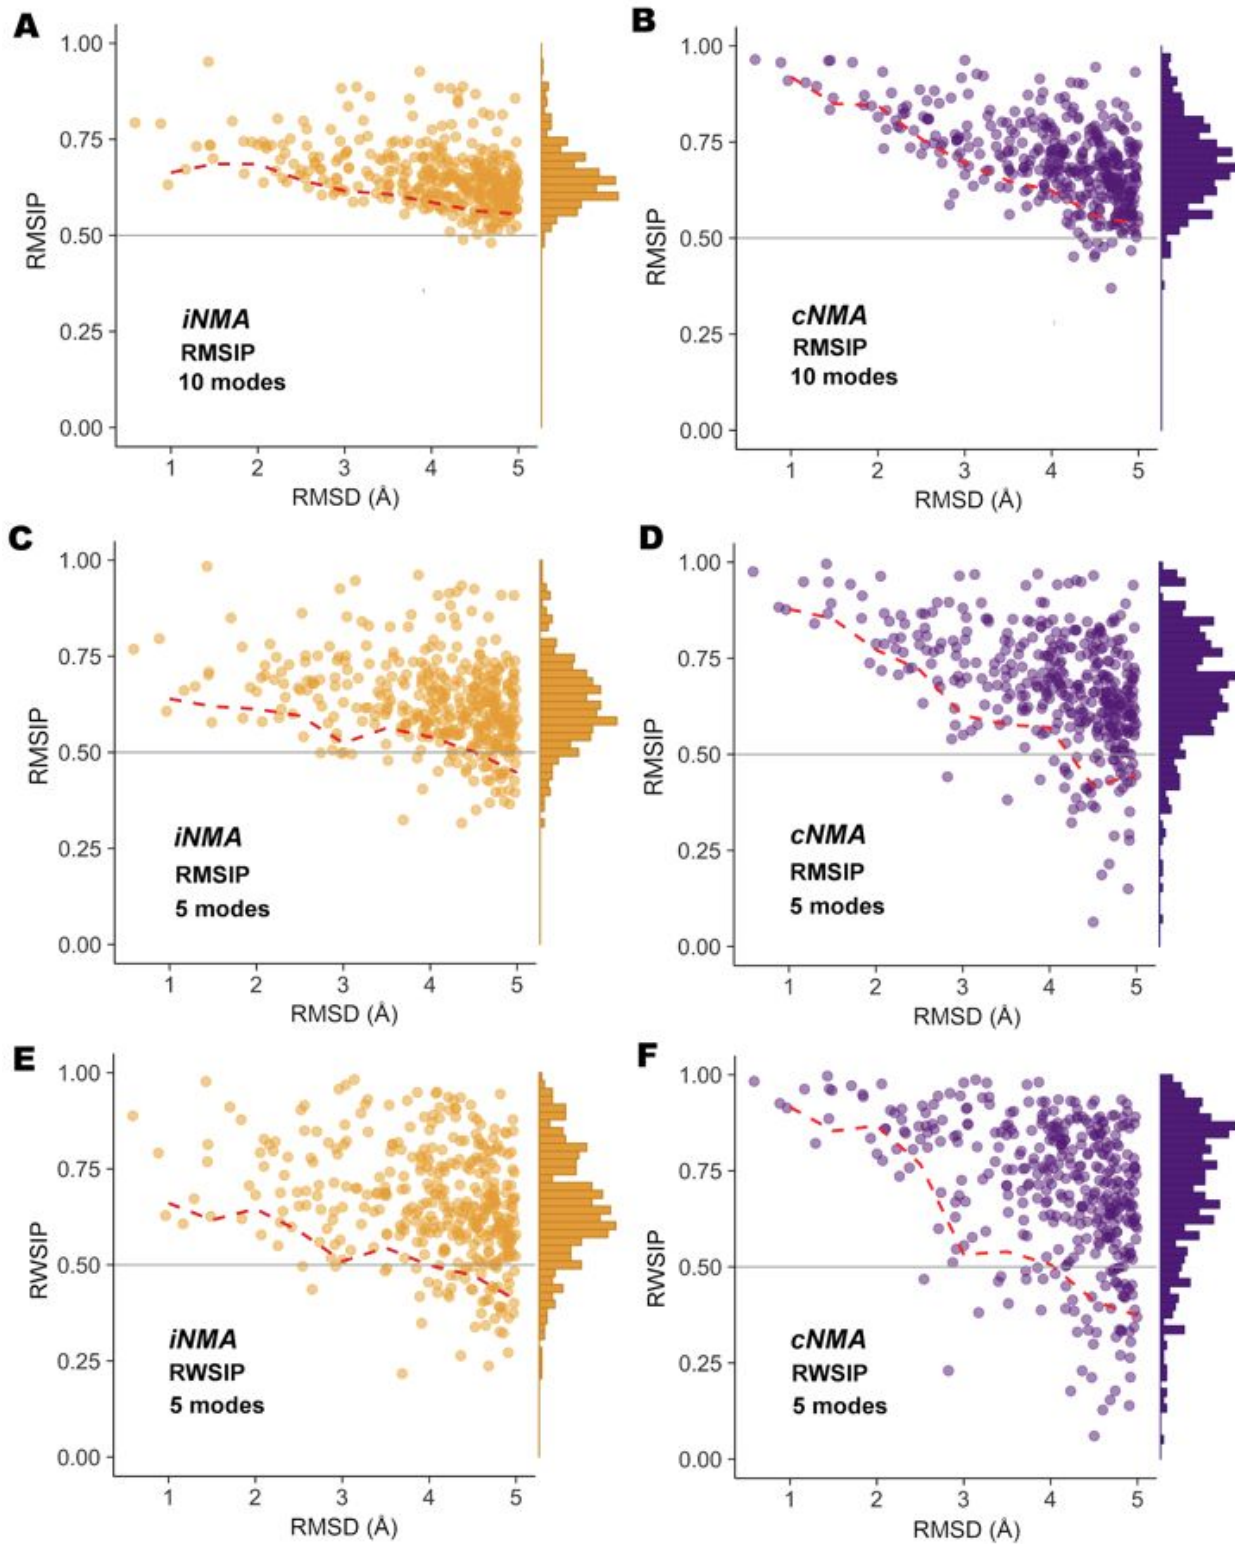 A
1.00
0.75
0.50
0.25
0.00
RMSIP
iNMA
RMSIP
10 modes
1 2 3 4 5
RMSD (Å)
B
1.00
0.75
0.50
0.25
0.00
RMSIP
cNMA
RMSIP
10 modes
1 2 3 4 5
RMSD (Å)
C
1.00
0.75
0.50
0.25
0.00
RMSIP
iNMA
RMSIP
5 modes
1 2 3 4 5
RMSD (Å)
D
1.00
0.75
0.50
0.25
0.00
RMSIP
cNMA
RMSIP
5 modes
1 2 3 4 5
RMSD (Å)
E
1.00
0.75
0.50
0.25
0.00
RWSIP
iNMA
RWSIP
5 modes
1 2 3 4 5
RMSD (Å)
F
1.00
0.75
0.50
0.25
0.00
RWSIP
cNMA
RWSIP
5 modes
1 2 3 4 5
RMSD (Å)